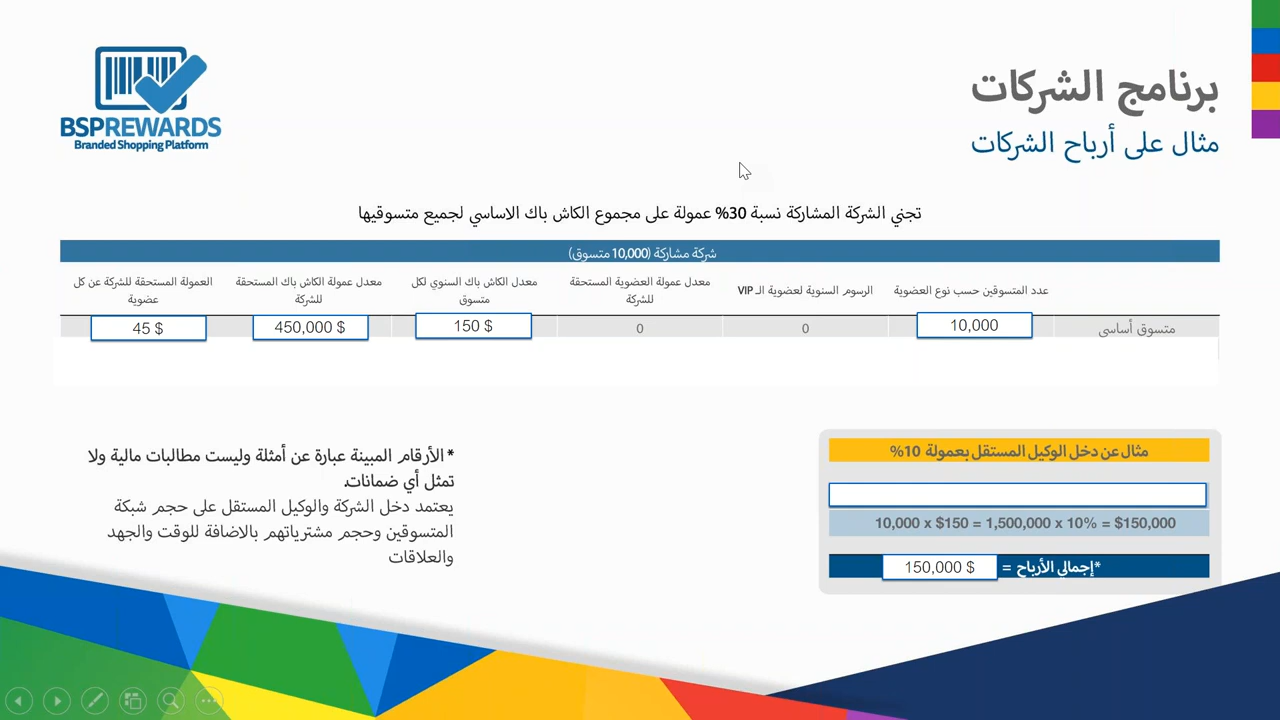 برنامج الشركات
مثال على أرباح الشركات
BSPREWARDS
Branded Shopping Platform
تجني الشركة المشاركة نسبة 30% عمولة على مجموع الكاش باك الاساسي لجميع متسوقيها
شركة مشاركة (10,000 متسوق)
عدد المتسوقين حسب نوع العضوية
الرسوم السنوية لعضوية الـ VIP
معدل عمولة العضوية المستحقة
للشركة
معدل الكاش باك السنوي لكل
متسوق
معدل عمولة الكاش باك المستحقة
للشركة
العمولة المستحقة للشركة عن كل
عضوية
متسوق أساسي 10,000 0 0 150 $ 450,000 $ 45 $
مثال عن دخل الوكيل المستقل بعمولة 10%
10,000 x $150 = 1,500,000 x 10% = $150,000
*إجمالي الأرباح = 150,000 $
* الأرقام المبينة عبارة عن أمثلة وليست مطالبات مالية ولا
تمثل أي ضمانات.
يعتمد دخل الشركة والوكيل المستقل على حجم شبكة
المتسوقين وحجم مشترياتهم بالاضافة للوقت والجهد
والعلاقات